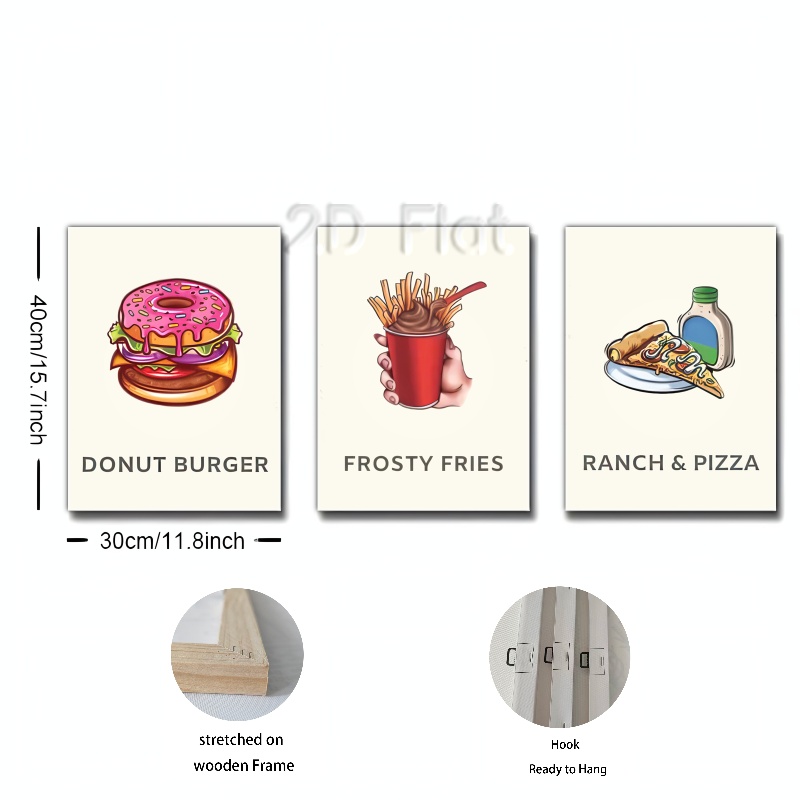 2D Flat
40cm/15.7inch
DONUT BURGER
FROSTY FRIES
RANCH & PIZZA
30cm/11.8inch
stretched on
wooden Frame
Hook
Ready to Hang